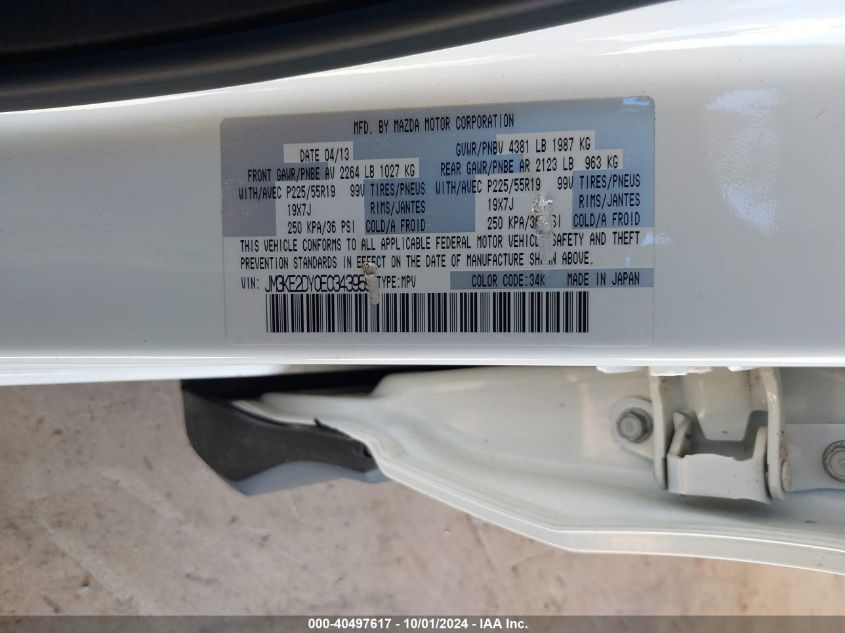 MFD. BY MAZDA MOTOR CORPORATION
DATE 04/13 GVWR/PNBV 4381 LB 1987 KG
FRONT GAWR/PNBE AV 2264 LB 1027 KG REAR GAWR/PNBE AR 2123 LB 963 KG
WITH/AVEC P225/55R19 99V TIRES/PNEUS WITH/AVEC P225/55R19 99V TIRES/PNEUS
19X7J RIMS/JANTES 19X7J RIMS/JANTES
250 KPA/36 PSI COLD/A FROID 250 KPA/36 PSI COLD/A FROID
THIS VEHICLE CONFORMS TO ALL APPLICABLE FEDERAL MOTOR VEHICLE SAFETY AND THEFT
PREVENTION STANDARDS IN EFFECT ON THE DATE OF MANUFACTURE SHOWN ABOVE.
VIN: TYPE:MPV COLOR CODE:34K MADE IN JAPAN
000-40497617 - 10/01/2024 - IAA Inc.